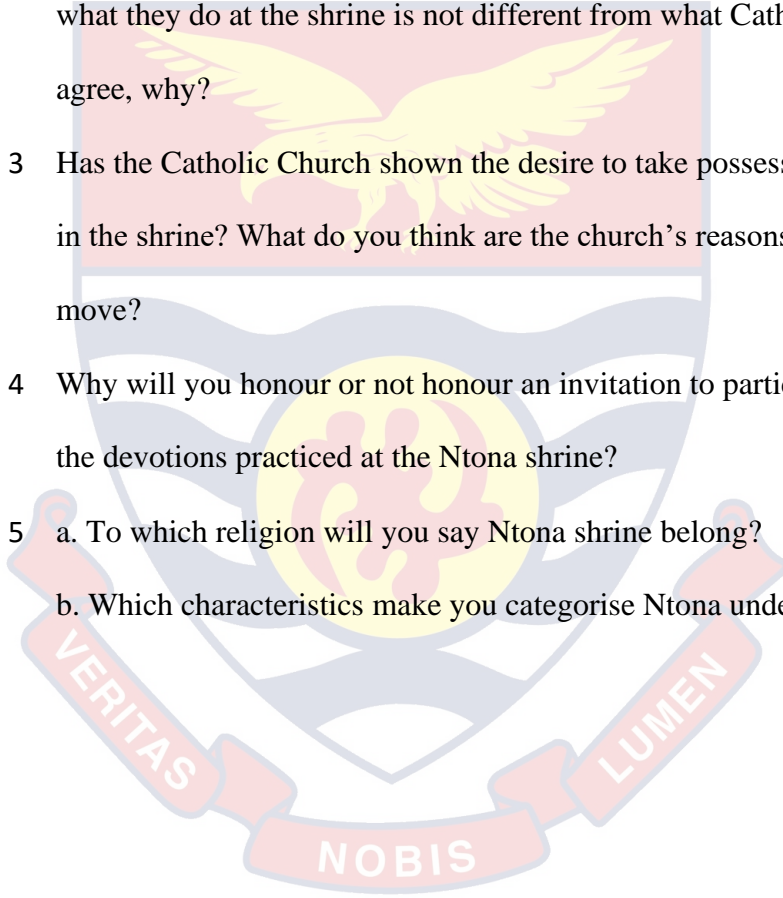 what they do at the shrine is not different from what Cath
agree, why?
3 Has the Catholic Church shown the desire to take possess
in the shrine? What do you think are the church’s reasons
move?
4 Why will you honour or not honour an invitation to partic
the devotions practiced at the Ntona shrine?
5 a. To which religion will you say Ntona shrine belong?
b. Which characteristics make you categorise Ntona unde
VERITAS
NOBIS
LUMEN